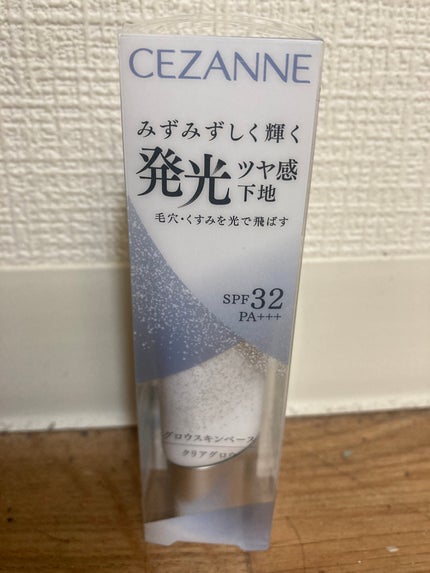 CEZANNE
みずみずしく輝く
発光ツヤ感下地
毛穴・くすみを光で飛ばす
SPF32
PA+++
グロウスキンベース
クリアグロウ